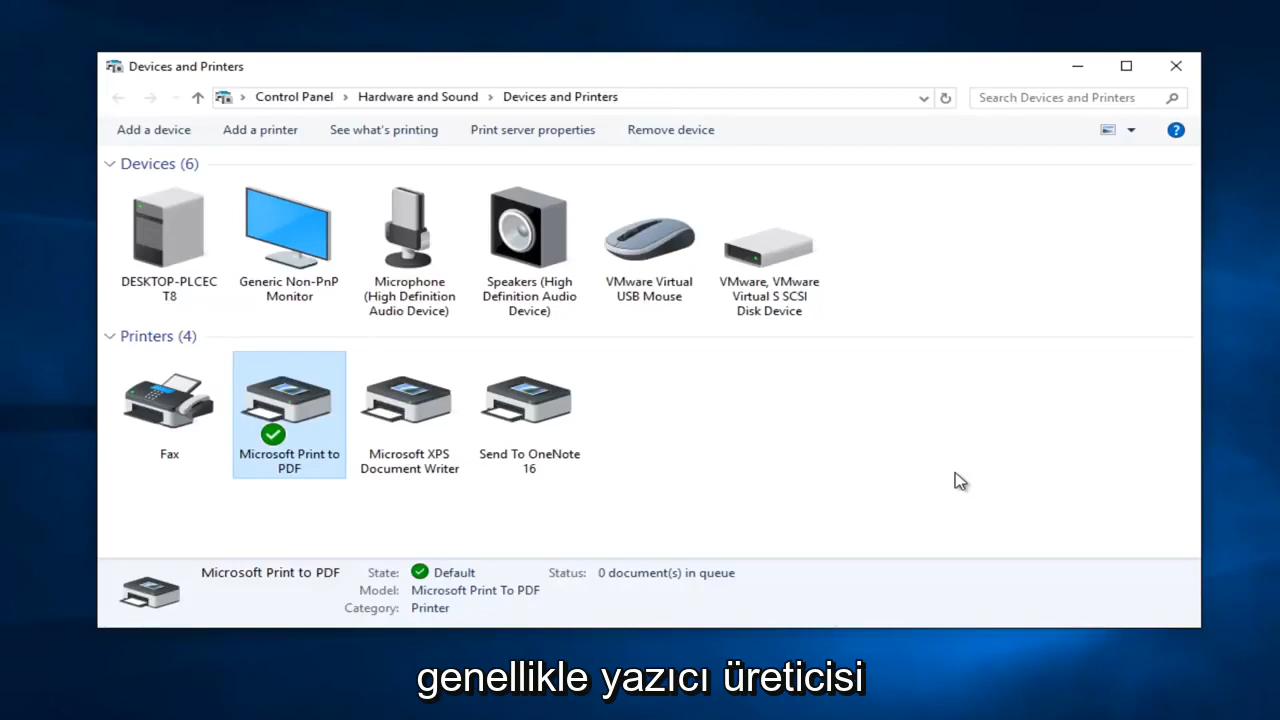 Devices and Printers
Control Panel > Hardware and Sound > Devices and Printers
Search Devices and Printers
Add a device Add a printer See what's printing Print server properties Remove device
?
Devices (6)
DESKTOP-PLCEC
T8
Generic Non-PnP
Monitor
Microphone
(High Definition
Audio Device)
Speakers (High
Definition Audio
Device)
VMware Virtual
USB Mouse
VMware, VMware
Virtual S SCSI
Disk Device
Printers (4)
Fax
Microsoft Print to
PDF
Microsoft XPS
Document Writer
Send To OneNote
16
Microsoft Print to PDF State: Default Status: 0 document(s) in queue
Model: Microsoft Print To PDF
Category: Printer
genellikle yazıcı üreticisi